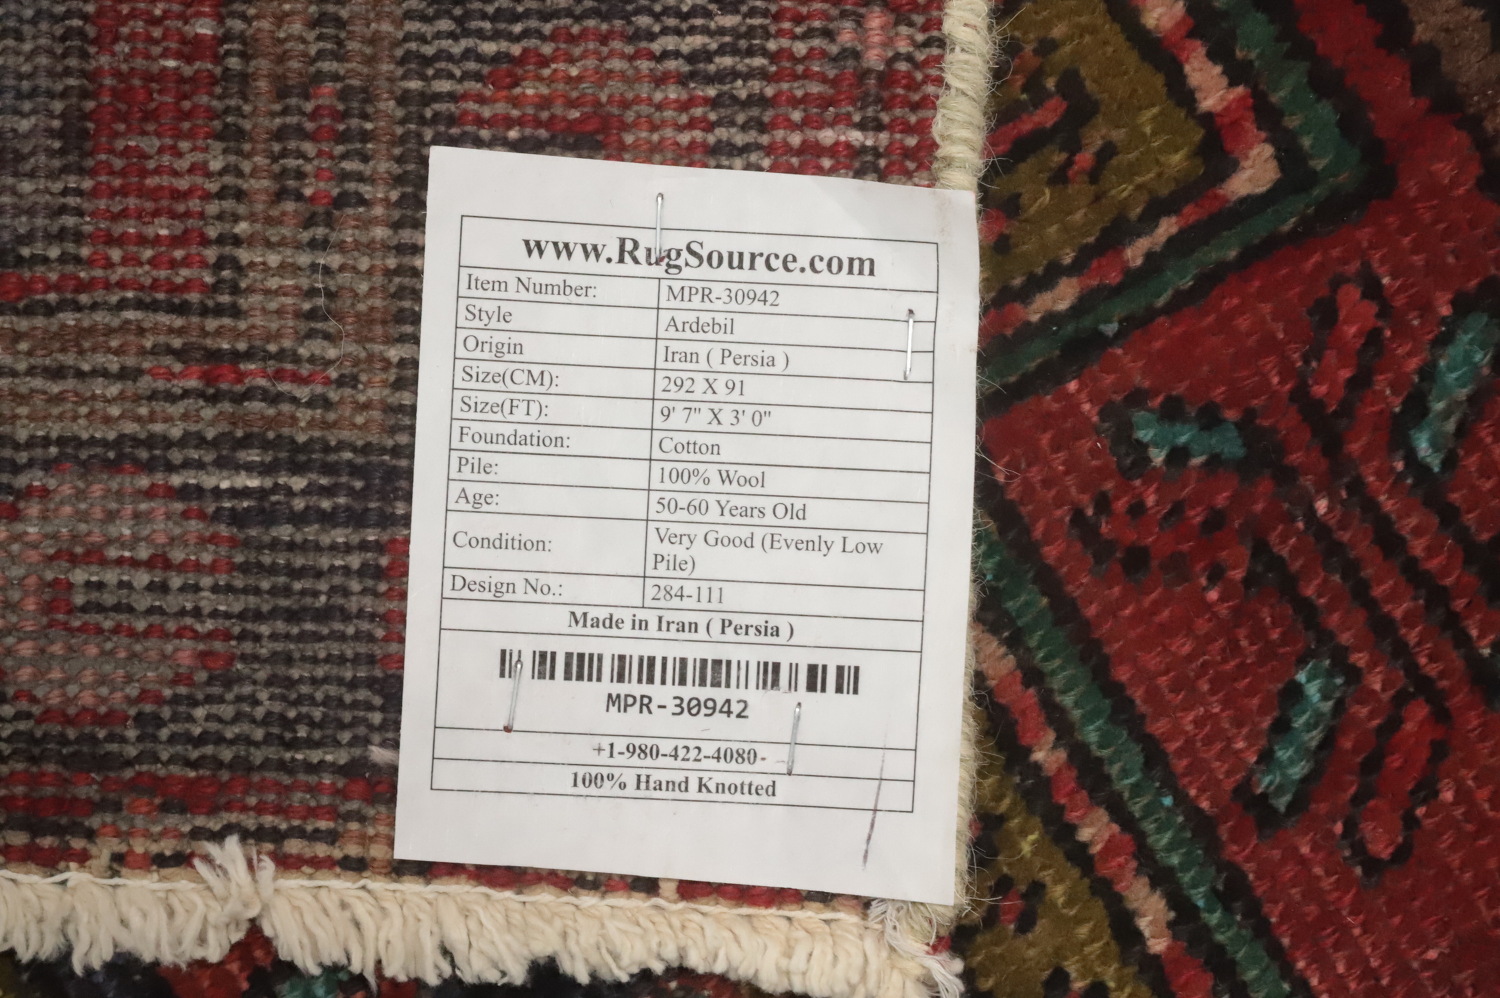 www.RugSource.com
Item Number: MPR-30942
Style Ardebil
Origin Iran ( Persia )
Size(CM): 292 X 91
Size(FT): 9' 7" X 3' 0"
Foundation: Cotton
Pile: 100% Wool
Age: 50-60 Years Old
Condition: Very Good (Evenly Low
Pile)
Design No.: 284-111
Made in Iran ( Persia )
MPR-30942
+1-980-422-4080-
100% Hand Knotted